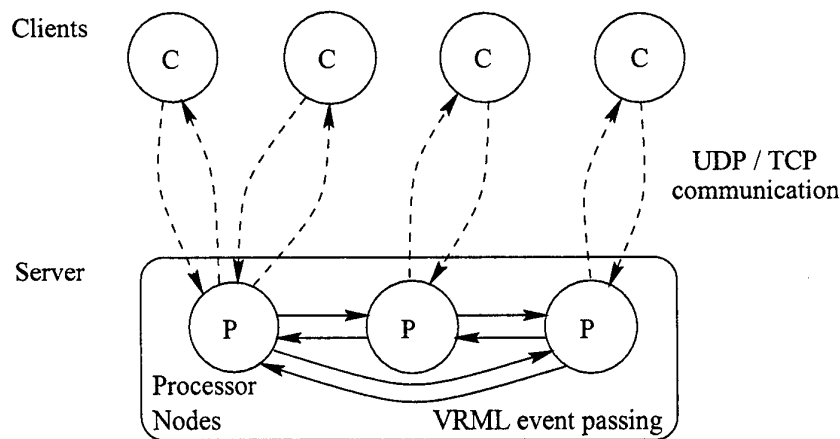 Clients
C
C
C
C
UDP / TCP
communication
Server
P
P
P
Processor
Nodes
VRML event passing